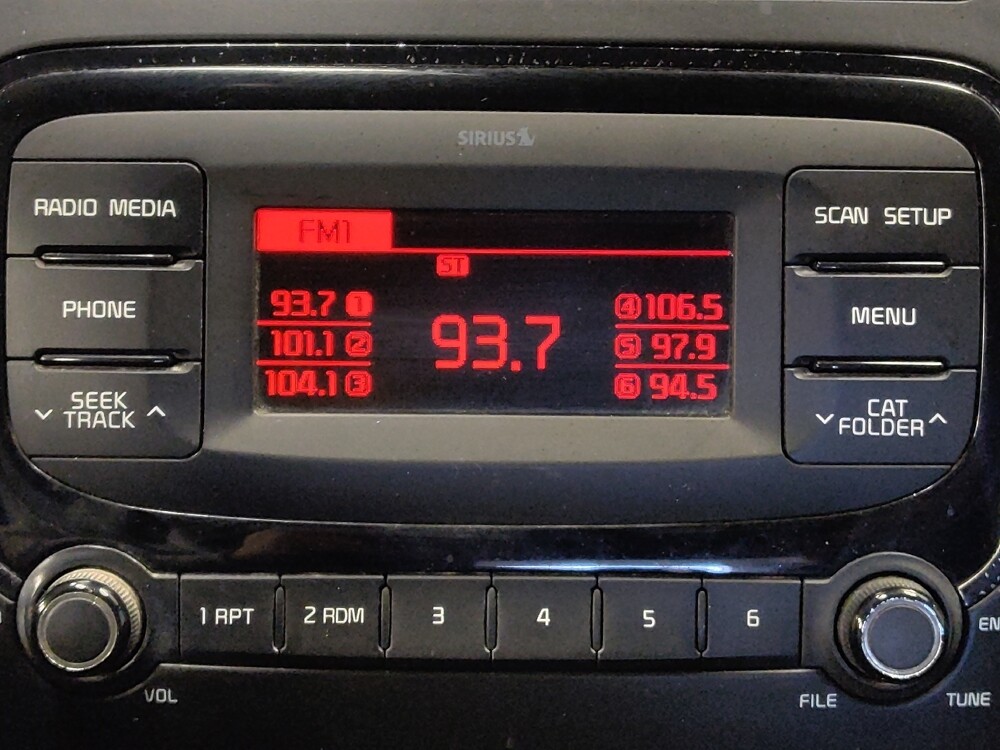 SIRIUS
RADIO MEDIA
PHONE
SEEK
TRACK
FM1
ST
93.7 1
101.1 2
104.1 3
93.7
4 106.5
5 97.9
6 94.5
SCAN SETUP
MENU
CAT
FOLDER
1 RPT
2 RDM
3
4
5
6
VOL
FILE
TUNE
EN